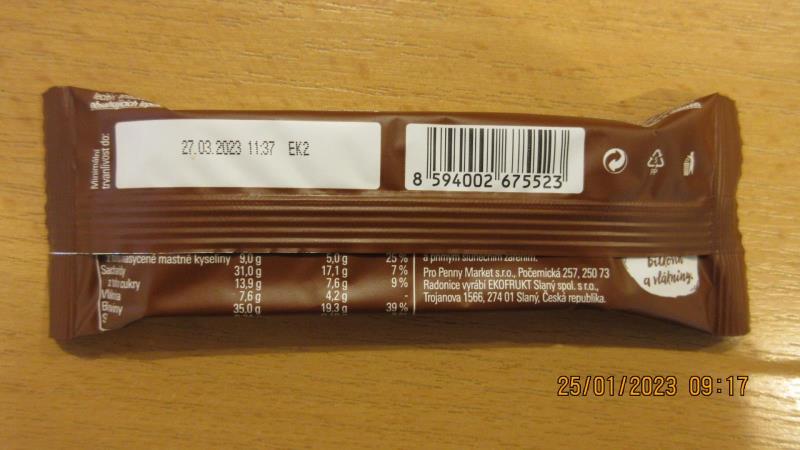 Minimální
trvanlivost do:
27.03.2023 11:37 EK2
8 594002 675523
PP
mastné kyseliny 9,0 g 5,0 g 25 %
Sacharidy 31,0 g 17,1 g 7 %
z toho cukry 13,9 g 7,6 g 9 %
Vláknina 7,6 g 4,2 g
Bílkoviny 35,0 g 19,3 g 39 %
a přímým slunečním zářením.
Pro Penny Market s.r.o., Počernická 257, 250 73
Radonice vyrábí EKOFRUKT Slaný spol. s r.o.,
Trojanova 1566, 274 01 Slaný, Česká republika.
a vlákniny.
25/01/2023 09:17